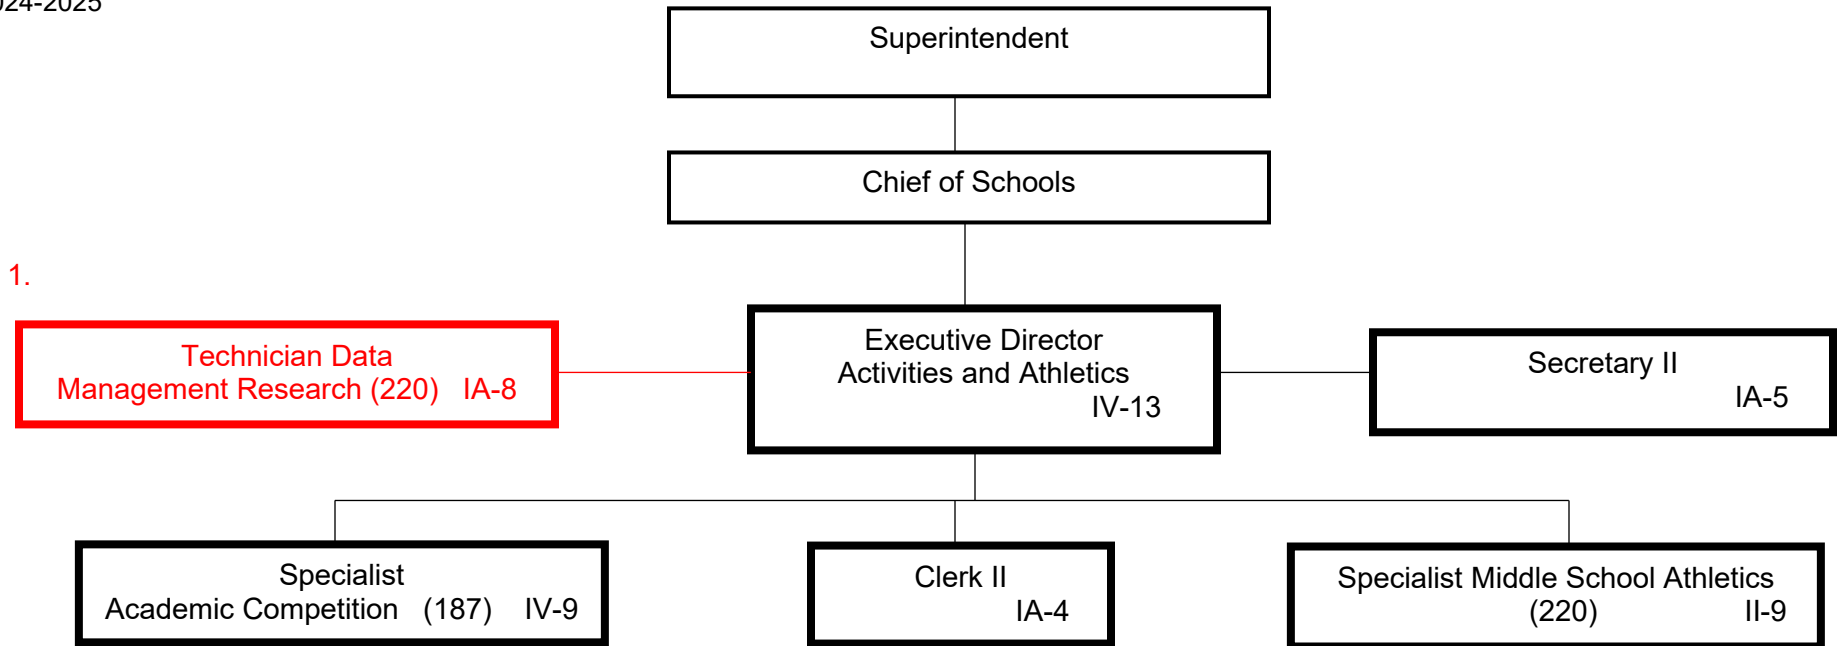 Superintendent
Chief of Schools
1.
Technician Data
Management Research (220) IA-8
Executive Director
Activities and Athletics
IV-13
Secretary II
IA-5
Specialist
Academic Competition (187) IV-9
Clerk II
IA-4
Specialist Middle School Athletics
(220) II-9